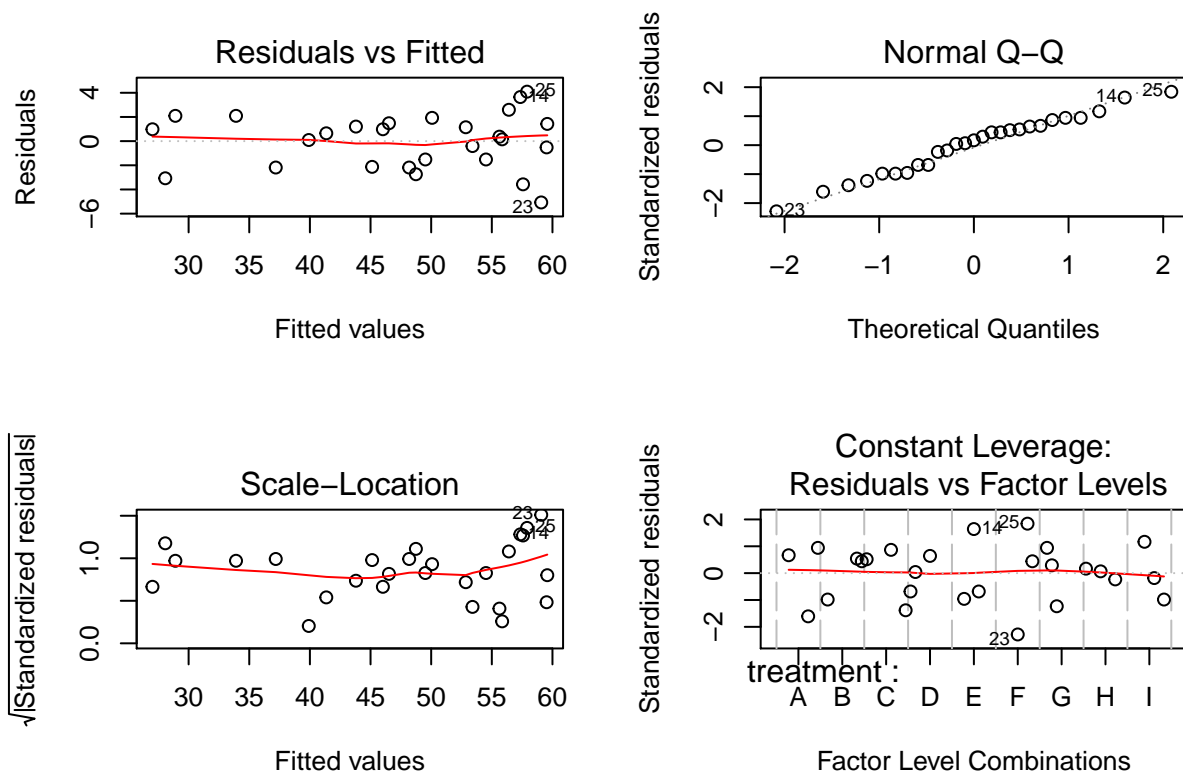 Residuals vs Fitted
Residuals
4
0
−6
25
14
23
30 35 40 45 50 55 60
Fitted values
Normal Q−Q
Standardized residuals
2
0
−2
14
25
23
−2 −1 0 1 2
Theoretical Quantiles
Scale−Location
√|Standardized residuals|
1.0
0.0
23
25
14
30 35 40 45 50 55 60
Fitted values
Constant Leverage:
Residuals vs Factor Levels
Standardized residuals
2
0
−2
14
25
23
treatment :
A B C D E F G H I
Factor Level Combinations